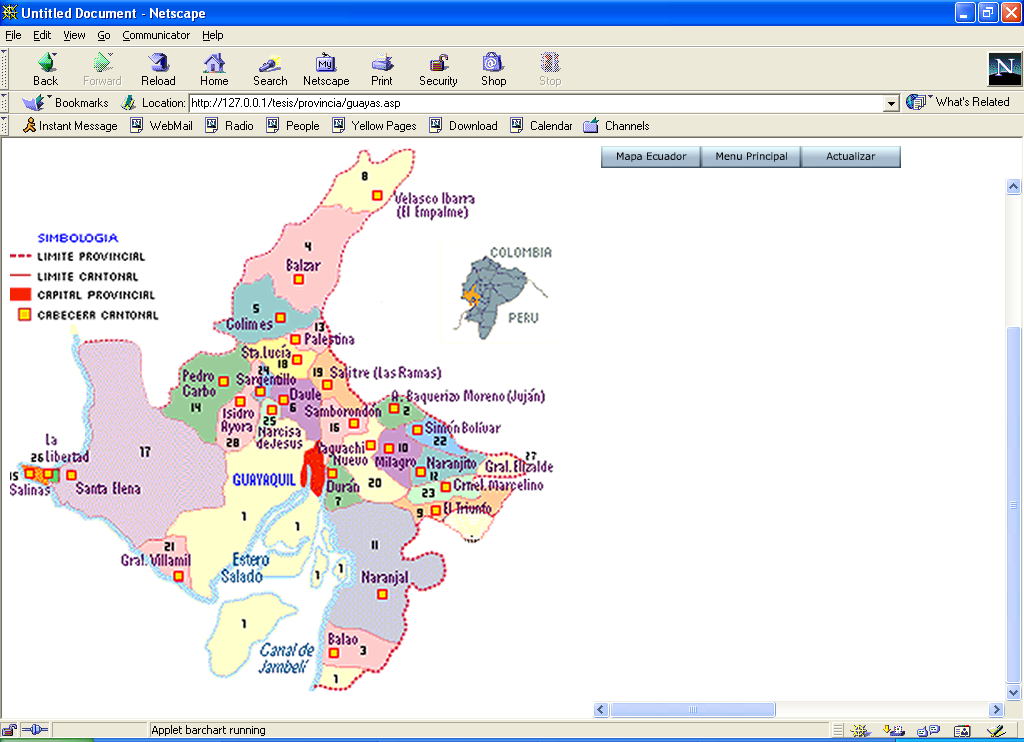 Untitled Document - Netscape
File Edit View Go Communicator Help
Back Forward Reload Home Search Netscape Print Security Shop Stop
My
N
Bookmarks Location: http://127.0.0.1/tesis/provincia/guayas.asp What's Related
Instant Message WebMail Radio People Yellow Pages Download Calendar Channels
Mapa Ecuador Menu Principal Actualizar
8
Velasco Ibarra
(El Empalme)
SIMBOLOGIA
LIMITE PROVINCIAL
LIMITE CANTONAL
CAPITAL PROVINCIAL
CABECERA CANTONAL
4
Balzar
COLOMBIA
PERU
5
Colimes
13
Palestina
Sta.Lucía
18
24
Sargentillo
19
Salitre (Las Ramas)
Pedro
Carbo
14
Daule
6
A. Baquerizo Moreno (Juján)
2
Isidro
Ayora
28
25
Narcisa
deJesus
Samborondón
16
Simón Bolívar
22
17
La
Libertad
26
15
Salinas
Santa Elena
Yaguachi
Nuevo
10
Milagro
Naranjito
12
27
Gral. Elizalde
GUAYAQUIL
Durán
7
20
23
Crnel. Marcelino
9
El Triunfo
1
1
21
Gral. Villamil
Estero
Salado
1
1
11
Naranjal
1
Canal de
Jambelí
Balao
3
1
Applet barchart running